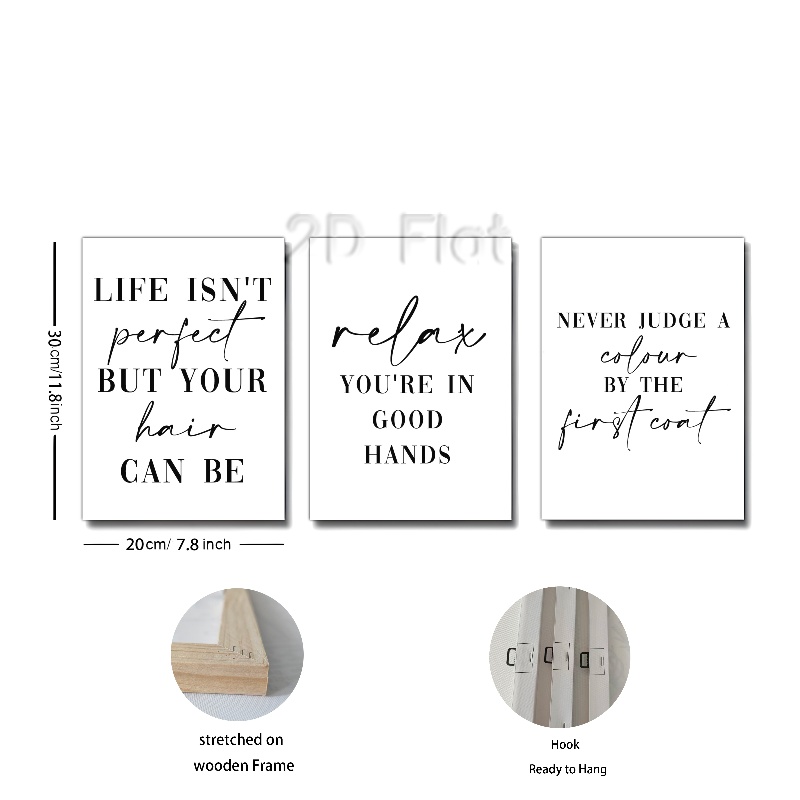 2D Flat
LIFE ISN'T
perfect
BUT YOUR
hair
CAN BE
relax
YOU'RE IN
GOOD
HANDS
NEVER JUDGE A
colour
BY THE
first coat
30cm/11.8inch
20cm/ 7.8 inch
stretched on
wooden Frame
Hook
Ready to Hang